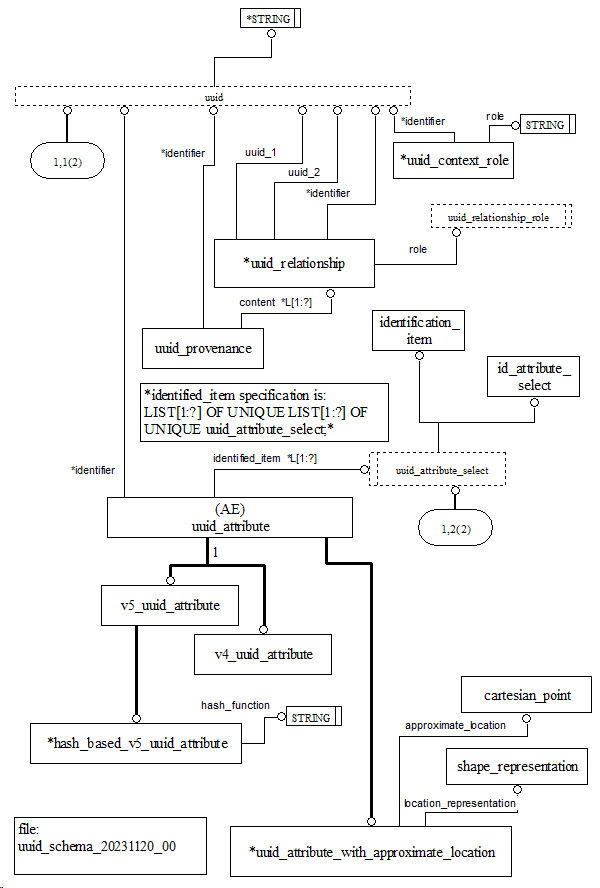 *STRING
uuid
*identifier
role
STRING
1,1(2)
*identifier
uuid_1
uuid_2
*identifier
*uuid_context_role
uuid_relationship_role
role
*uuid_relationship
content *L[1:?]
uuid_provenance
identification_
item
id_attribute_
select
*identified_item specification is:
LIST[1:?] OF UNIQUE LIST[1:?] OF
UNIQUE uuid_attribute_select;*
*identifier
identified_item *L[1:?]
uuid_attribute_select
(AE)
uuid_attribute
1,2(2)
1
v5_uuid_attribute
v4_uuid_attribute
hash_function
STRING
*hash_based_v5_uuid_attribute
cartesian_point
approximate_location
shape_representation
location_representation
file:
uuid_schema_20231120_00
*uuid_attribute_with_approximate_location